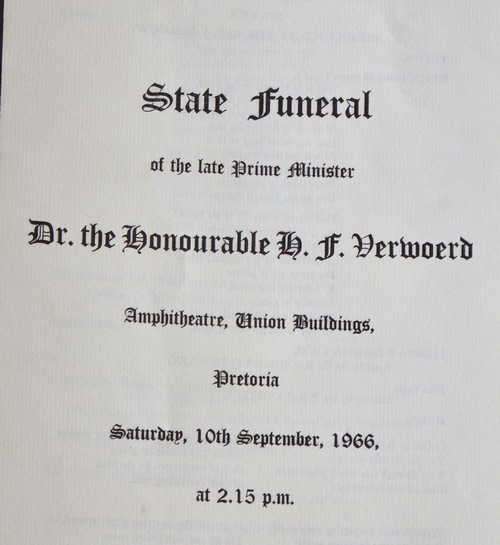 State Funeral
of the late Prime Minister
Dr. the Honourable H. F. Verwoerd
Amphitheatre, Union Buildings,
Pretoria
Saturday, 10th September, 1966,
at 2.15 p.m.